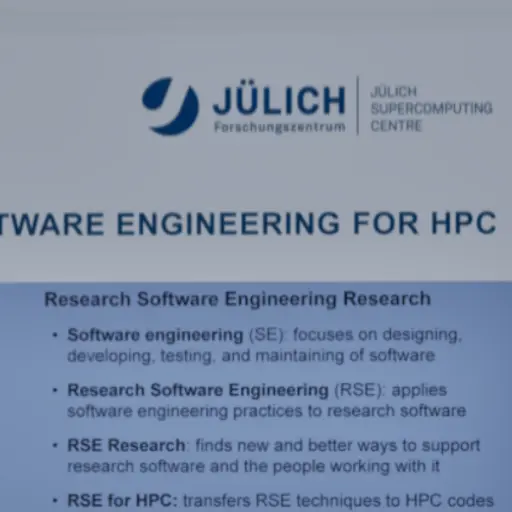 JÜLICH
Forschungszentrum
JÜLICH
SUPERCOMPUTING
CENTRE
TWARE ENGINEERING FOR HPC
Research Software Engineering Research
• Software engineering (SE): focuses on designing,
developing, testing, and maintaining of software
• Research Software Engineering (RSE): applies
software engineering practices to research software
• RSE Research: finds new and better ways to support
research software and the people working with it
• RSE for HPC: transfers RSE techniques to HPC codes